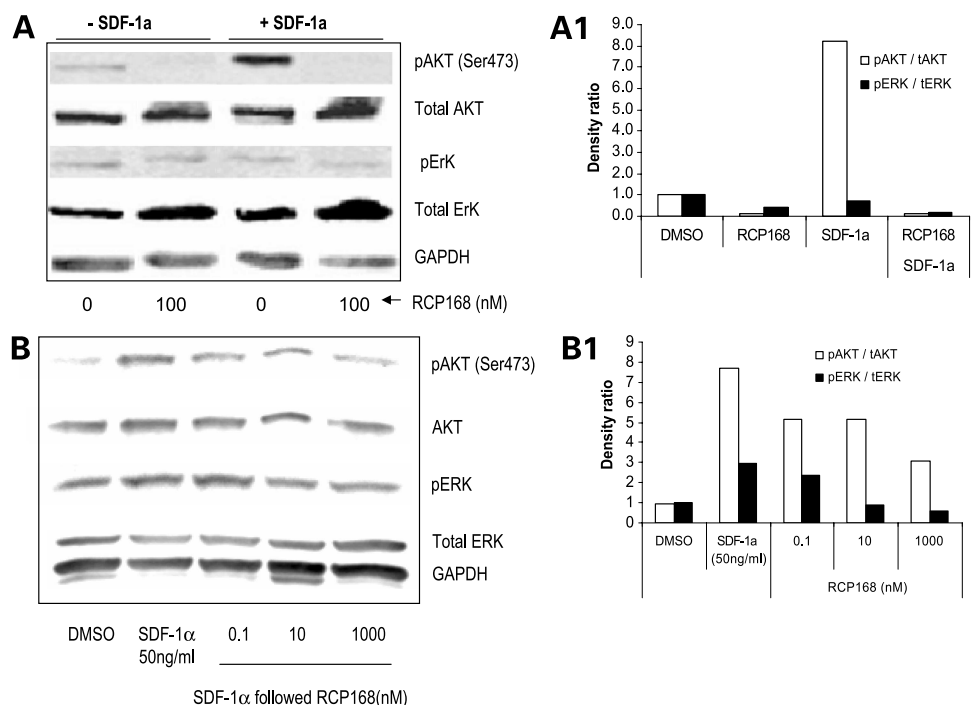 A
- SDF-1a
+ SDF-1a
pAKT (Ser473)
Total AKT
pErK
Total ErK
GAPDH
0 100 0 100 RCP168 (nM)
A1
9.0
8.0
7.0
6.0
5.0
4.0
3.0
2.0
1.0
0.0
Density ratio
pAKT / tAKT
pERK / tERK
DMSO RCP168 SDF-1a RCP168
SDF-1a
B
pAKT (Ser473)
AKT
pERK
Total ERK
GAPDH
DMSO SDF-1α 0.1 10 1000
50ng/ml
SDF-1α followed RCP168(nM)
B1
9
8
7
6
5
4
3
2
1
0
Density ratio
pAKT / tAKT
pERK / tERK
DMSO SDF-1a 0.1 10 1000
(50ng/ml)
RCP168 (nM)